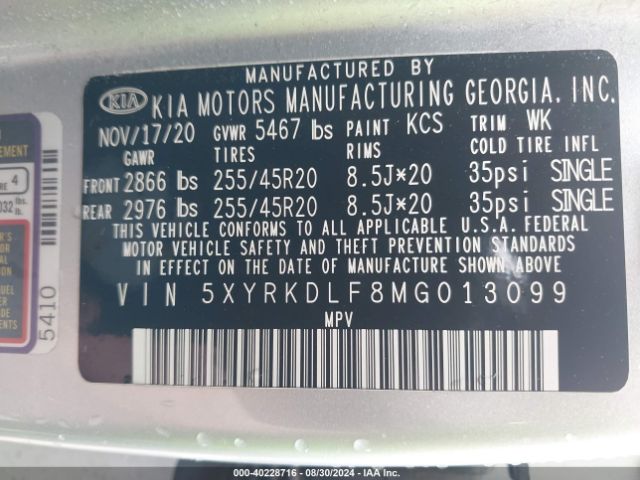 MANUFACTURED BY
KIA KIA MOTORS MANUFACTURING GEORGIA. INC.
NOV/17/20 GVWR 5467 lbs PAINT KCS TRIM WK
GAWR TIRES RIMS COLD TIRE INFL
FRONT 2866 lbs 255/45R20 8.5J*20 35psi SINGLE
REAR 2976 lbs 255/45R20 8.5J*20 35psi SINGLE
THIS VEHICLE CONFORMS TO ALL APPLICABLE U.S.A. FEDERAL
MOTOR VEHICLE SAFETY AND THEFT PREVENTION STANDARDS
IN EFFECT ON THE DATE OF MANUFACTURE SHOWN ABOVE
VIN 5XYRKDLF8MG013099
MPV
4
lbs.
5410
000-40228716 - 08/30/2024 - IAA Inc.